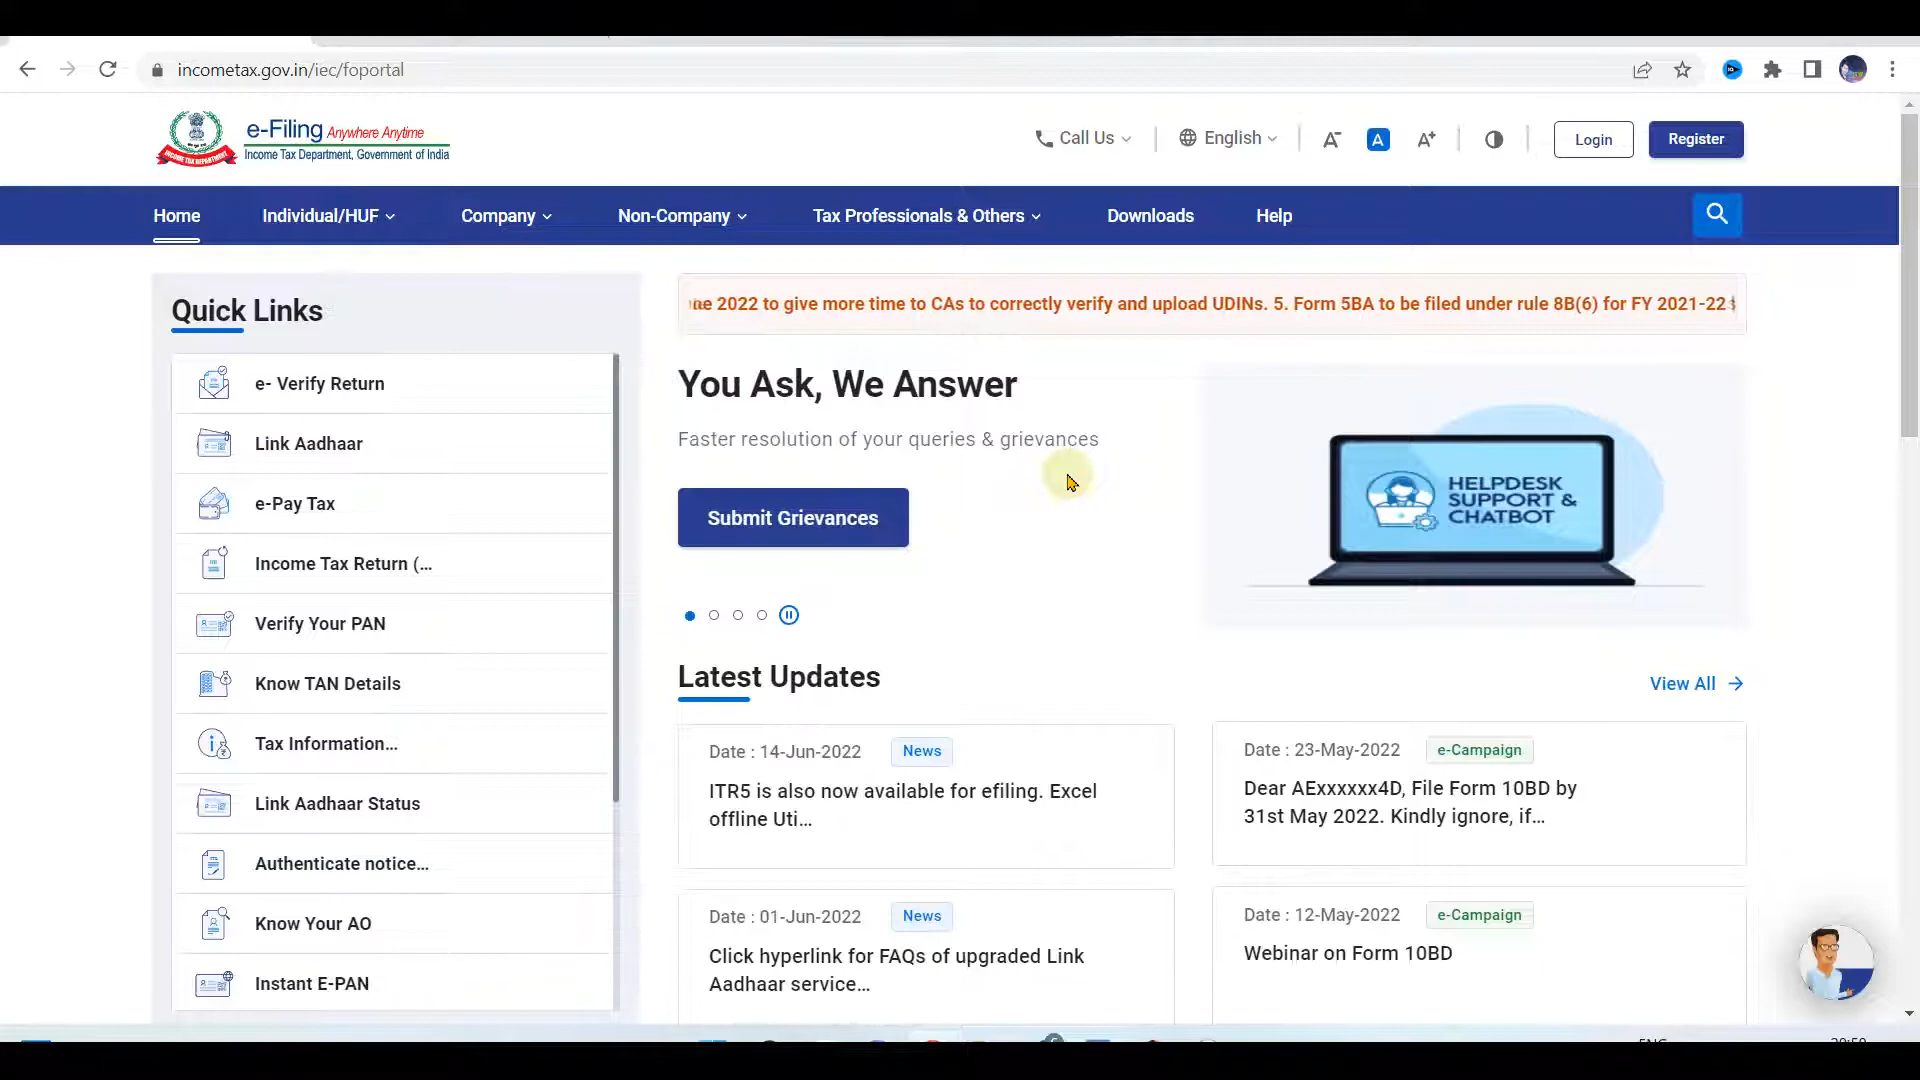 incometax.gov.in/iec/foportal
e-Filing Anywhere Anytime
Income Tax Department, Government of India
INCOME TAX DEPARTMENT
Call Us
English
A-
A
A+
Login
Register
Home
Individual/HUF
Company
Non-Company
Tax Professionals & Others
Downloads
Help
Quick Links
e- Verify Return
Link Aadhaar
e-Pay Tax
Income Tax Return (...
Verify Your PAN
Know TAN Details
Tax Information...
Link Aadhaar Status
Authenticate notice...
Know Your AO
Instant E-PAN
2022 to give more time to CAs to correctly verify and upload UDINs. 5. Form 5BA to be filed under rule 8B(6) for FY 2021-22
You Ask, We Answer
Faster resolution of your queries & grievances
Submit Grievances
HELPDESK
SUPPORT &
CHATBOT
Latest Updates
View All
Date : 14-Jun-2022
News
ITR5 is also now available for efiling. Excel
offline Uti...
Date : 23-May-2022
e-Campaign
Dear AExxxxxx4D, File Form 10BD by
31st May 2022. Kindly ignore, if...
Date : 01-Jun-2022
News
Click hyperlink for FAQs of upgraded Link
Aadhaar service...
Date : 12-May-2022
e-Campaign
Webinar on Form 10BD